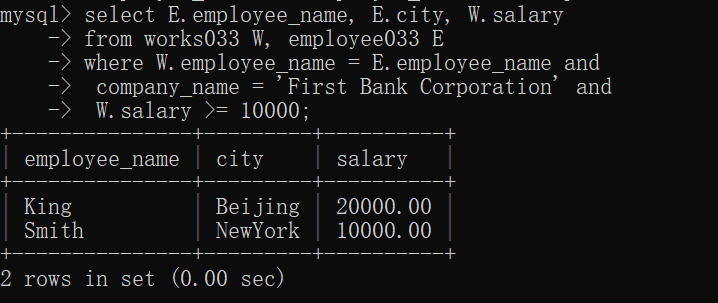 mysql> select E.employee_name, E.city, W.salary
    -> from works033 W, employee033 E
    -> where W.employee_name = E.employee_name and
    ->  company_name = 'First Bank Corporation' and
    ->  W.salary >= 10000;
+---------------+---------+----------+
| employee_name | city    | salary   |
+---------------+---------+----------+
| King          | Beijing | 20000.00 |
| Smith         | NewYork | 10000.00 |
+---------------+---------+----------+
2 rows in set (0.00 sec)